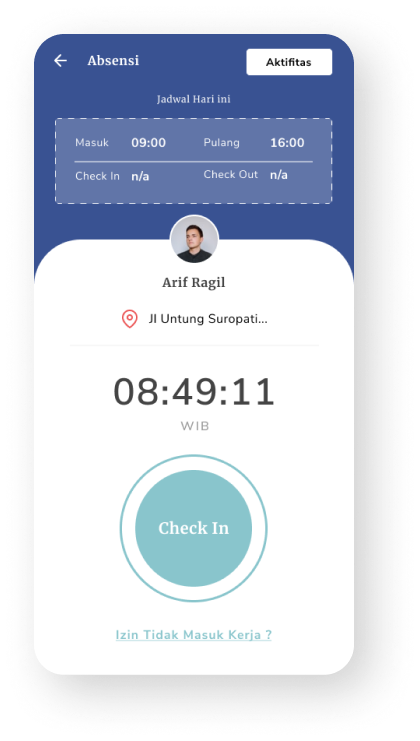 Absensi
Aktifitas
Jadwal Hari ini
Masuk 09:00 Pulang 16:00
Check In n/a Check Out n/a
Arif Ragil
Jl Untung Suropati...
08:49:11
WIB
Check In
Izin Tidak Masuk Kerja ?